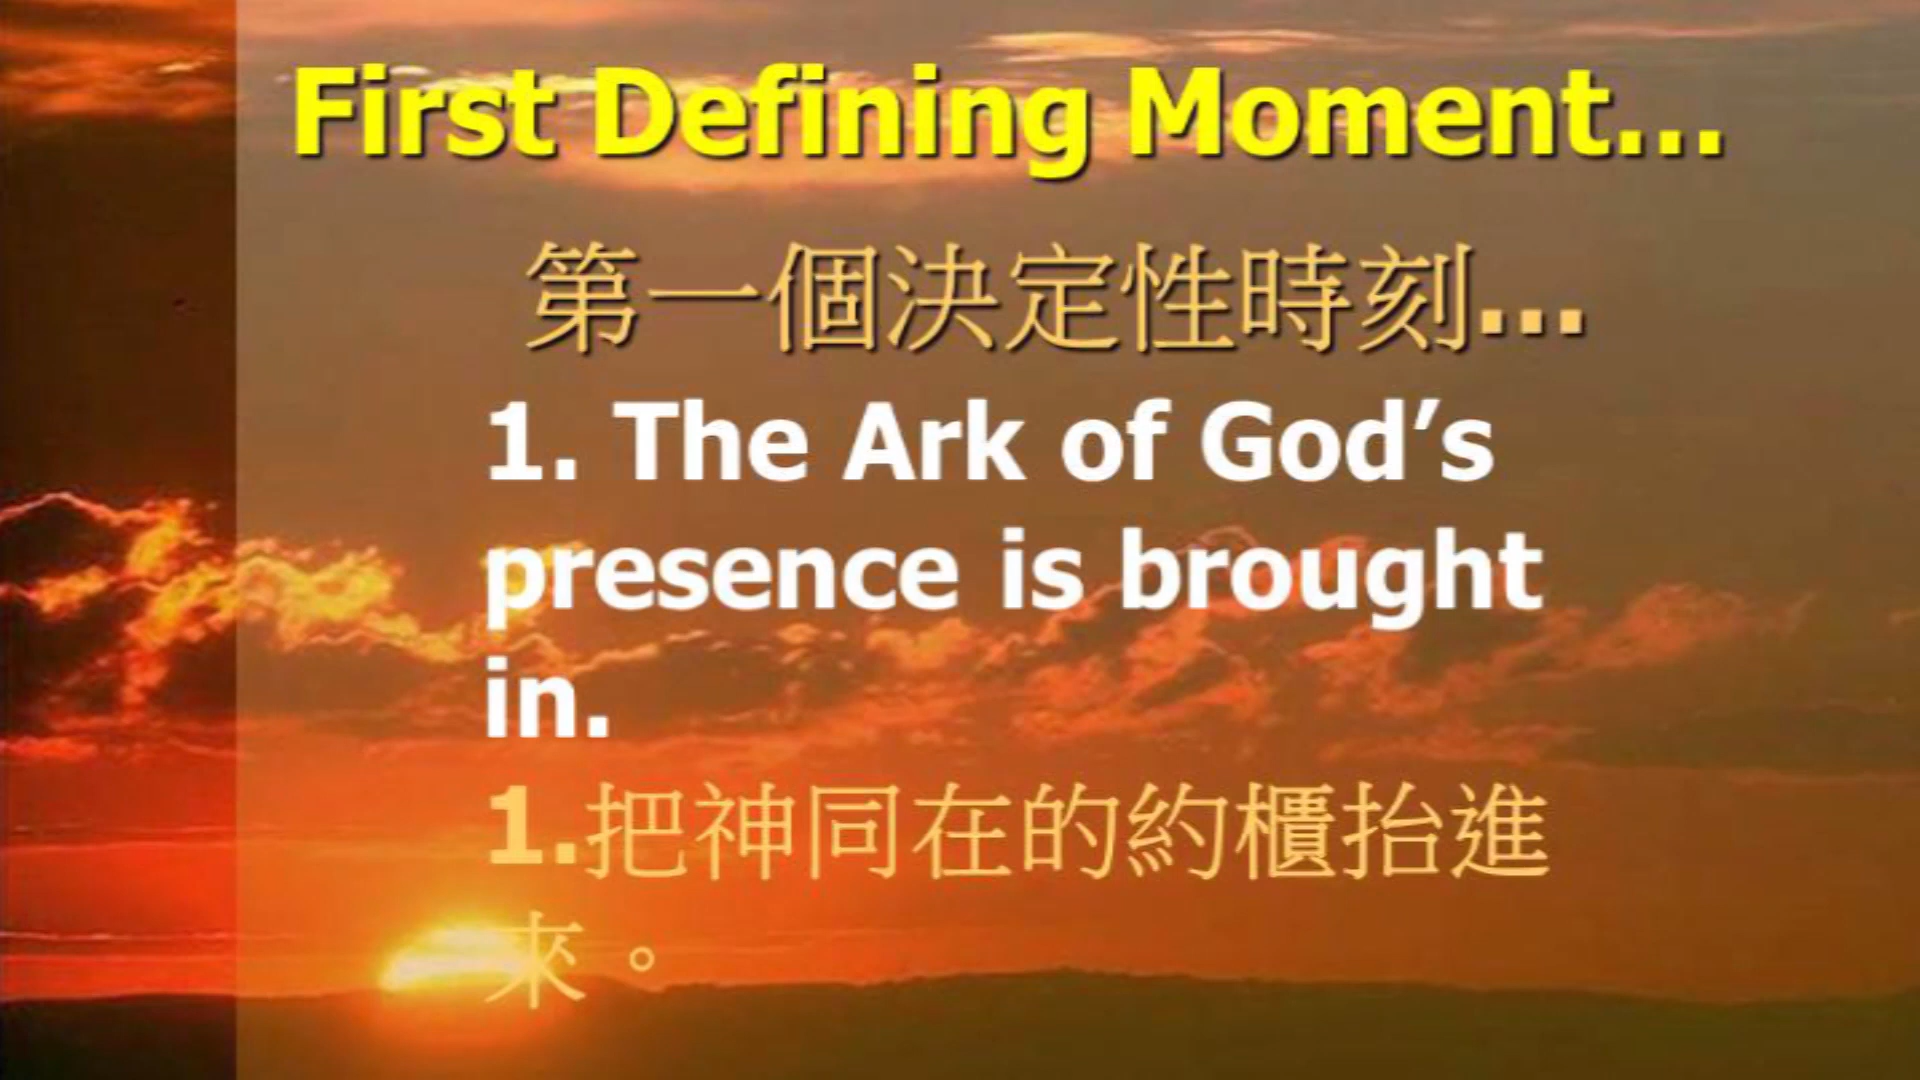 First Defining Moment...
第一個決定性時刻...
1. The Ark of God’s
presence is brought
in.
1.把神同在的約櫃抬進
來。